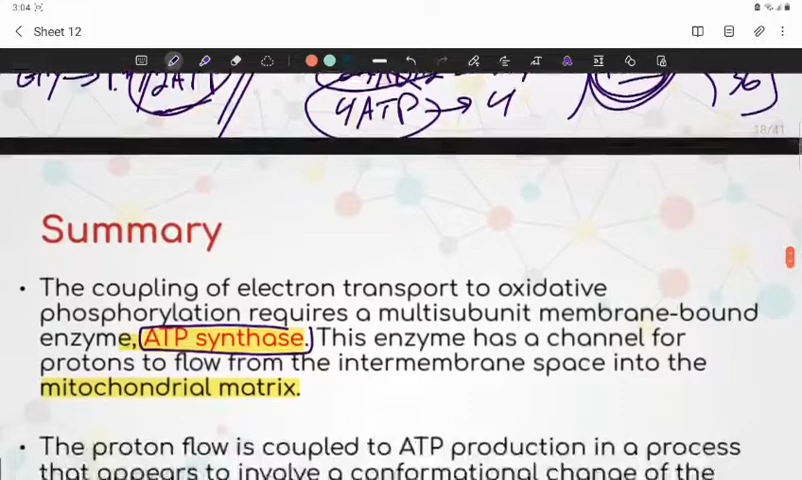 3:04
Sheet 12
2ATP
36
4ATP → 4
18/41
Summary
• The coupling of electron transport to oxidative
phosphorylation requires a multisubunit membrane-bound
enzyme, ATP synthase. This enzyme has a channel for
protons to flow from the intermembrane space into the
mitochondrial matrix.
• The proton flow is coupled to ATP production in a process
that appears to involve a conformational change of the